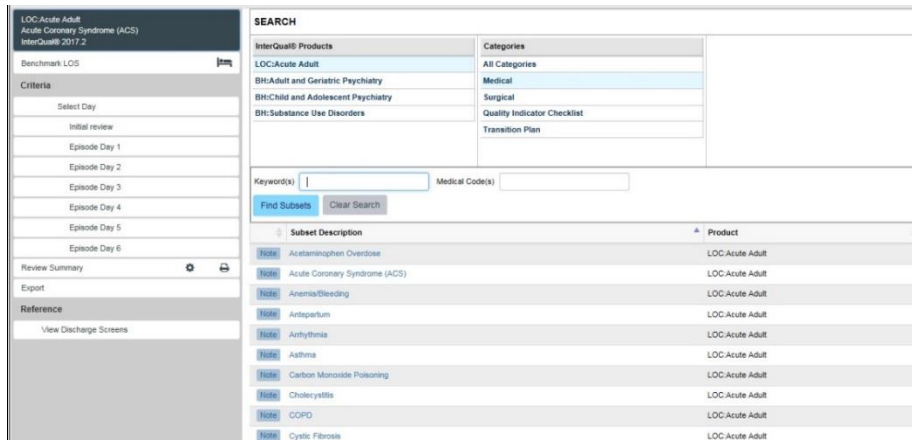 LOC:Acute Adult
Acute Coronary Syndrome (ACS)
InterQual® 2017.2
Benchmark LOS
Criteria
Select Day
Initial review
Episode Day 1
Episode Day 2
Episode Day 3
Episode Day 4
Episode Day 5
Episode Day 6
Review Summary
Export
Reference
View Discharge Screens
SEARCH
InterQual® Products
LOC:Acute Adult
BH:Adult and Geriatric Psychiatry
BH:Child and Adolescent Psychiatry
BH:Substance Use Disorders
Categories
All Categories
Medical
Surgical
Quality Indicator Checklist
Transition Plan
Keyword(s) Medical Code(s)
Find Subsets Clear Search
Subset Description Product
Note Acetaminophen Overdose LOC:Acute Adult
Note Acute Coronary Syndrome (ACS) LOC:Acute Adult
Note Anemia/Bleeding LOC:Acute Adult
Note Antepartum LOC:Acute Adult
Note Arrhythmia LOC:Acute Adult
Note Asthma LOC:Acute Adult
Note Carbon Monoxide Poisoning LOC:Acute Adult
Note Cholecystitis LOC:Acute Adult
Note COPD LOC:Acute Adult
Note Cystic Fibrosis LOC:Acute Adult